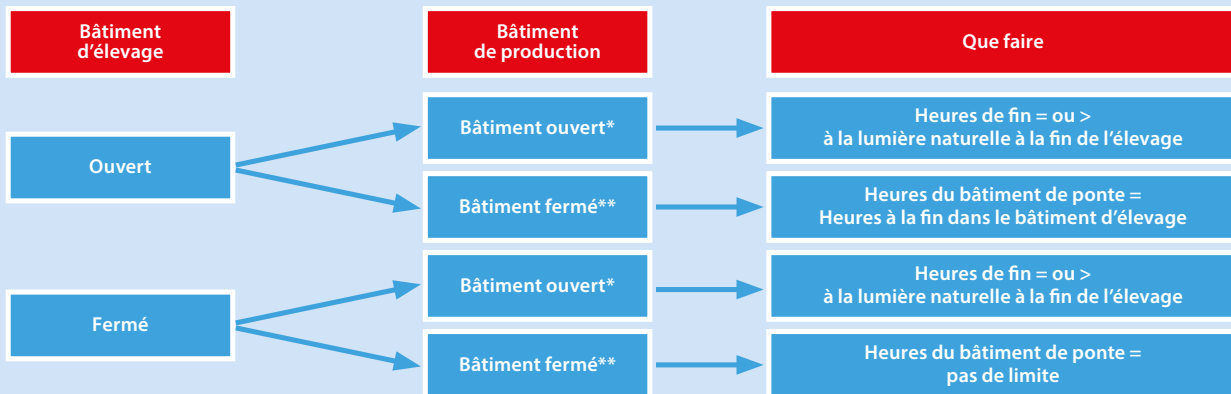 Bâtiment
d'élevage
Bâtiment
de production
Que faire
Ouvert
Bâtiment ouvert*
Heures de fin = ou >
à la lumière naturelle à la fin de l'élevage
Bâtiment fermé**
Heures du bâtiment de ponte =
Heures à la fin dans le bâtiment d'élevage
Fermé
Bâtiment ouvert*
Heures de fin = ou >
à la lumière naturelle à la fin de l'élevage
Bâtiment fermé**
Heures du bâtiment de ponte =
pas de limite